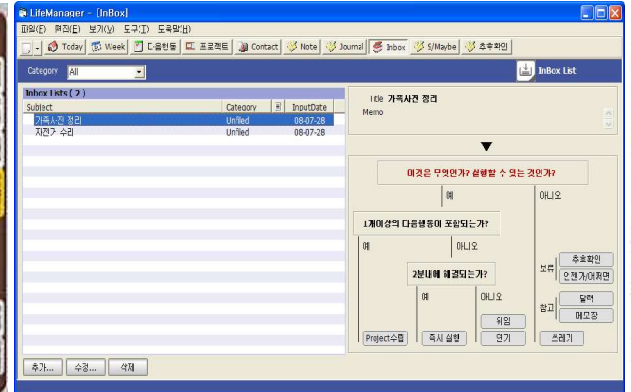 LifeManager - [InBox]
파일(F) 편집(E) 보기(V) 도구(T) 도움말(H)
Today Week 다음행동 프로젝트 Contact Note Journal Inbox S/Maybe 추후확인
Category All InBox List
Inbox Lists ( 2 )
Subject Category InputDate
가족사진 정리 Unfiled 08-07-28
자전거 수리 Unfiled 08-07-28
Title 가족사진 정리
Memo
이것은 무엇인가? 실행할 수 있는 것인가?
예 아니오
1개이상의 다음행동이 포함되는가?
예 아니오
2분내에 해결되는가?
예 아니오
보류 추후확인
언젠가/어쩌면
참고 달력
메모장
위임
Project수립 즉시 실행 연기 쓰레기
추가... 수정... 삭제